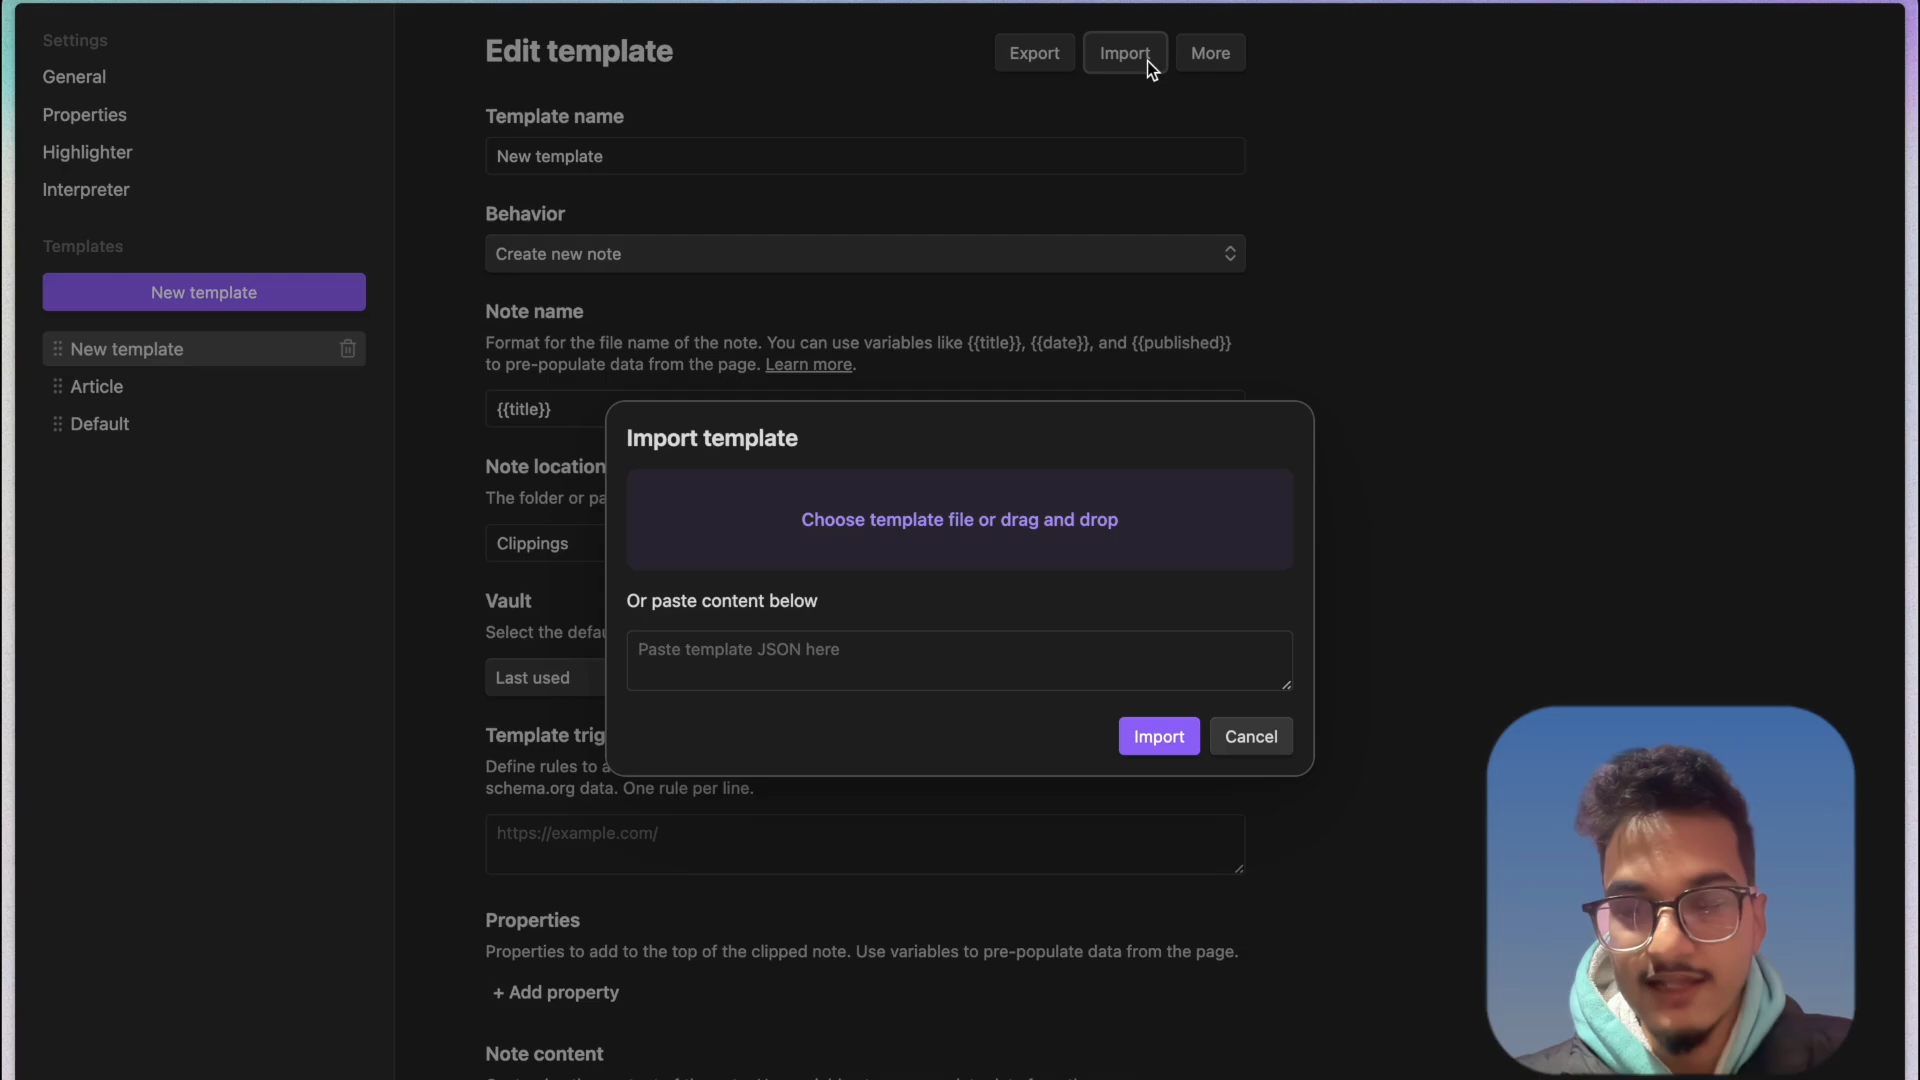 Settings
General
Properties
Highlighter
Interpreter
Templates
New template
New template
Article
Default
Edit template
Export
Import
More
Template name
New template
Behavior
Create new note
Note name
Format for the file name of the note. You can use variables like {{title}}, {{date}}, and {{published}}
to pre-populate data from the page. Learn more.
{{title}}
Note location
The folder or pa
Clippings
Vault
Select the defau
Last used
Template trig
Define rules to a
schema.org data. One rule per line.
https://example.com/
Properties
Properties to add to the top of the clipped note. Use variables to pre-populate data from the page.
+ Add property
Note content
Import template
Choose template file or drag and drop
Or paste content below
Paste template JSON here
Import
Cancel